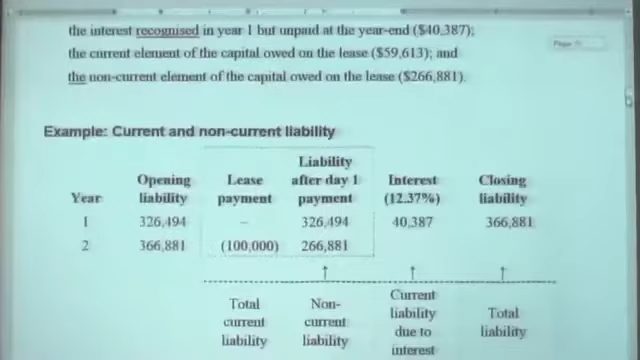 the interest recognised in year 1 but unpaid at the year-end ($40,387);
the current element of the capital owed on the lease ($59,613); and
the non-current element of the capital owed on the lease ($266,881).
Example: Current and non-current liability
Year Opening liability Lease payment Liability after day 1 payment Interest (12.37%) Closing liability
1 326,494 – 326,494 40,387 366,881
2 366,881 (100,000) 266,881
↑ ↑ ↑
Total current liability Non-current liability Current liability due to interest Total liability